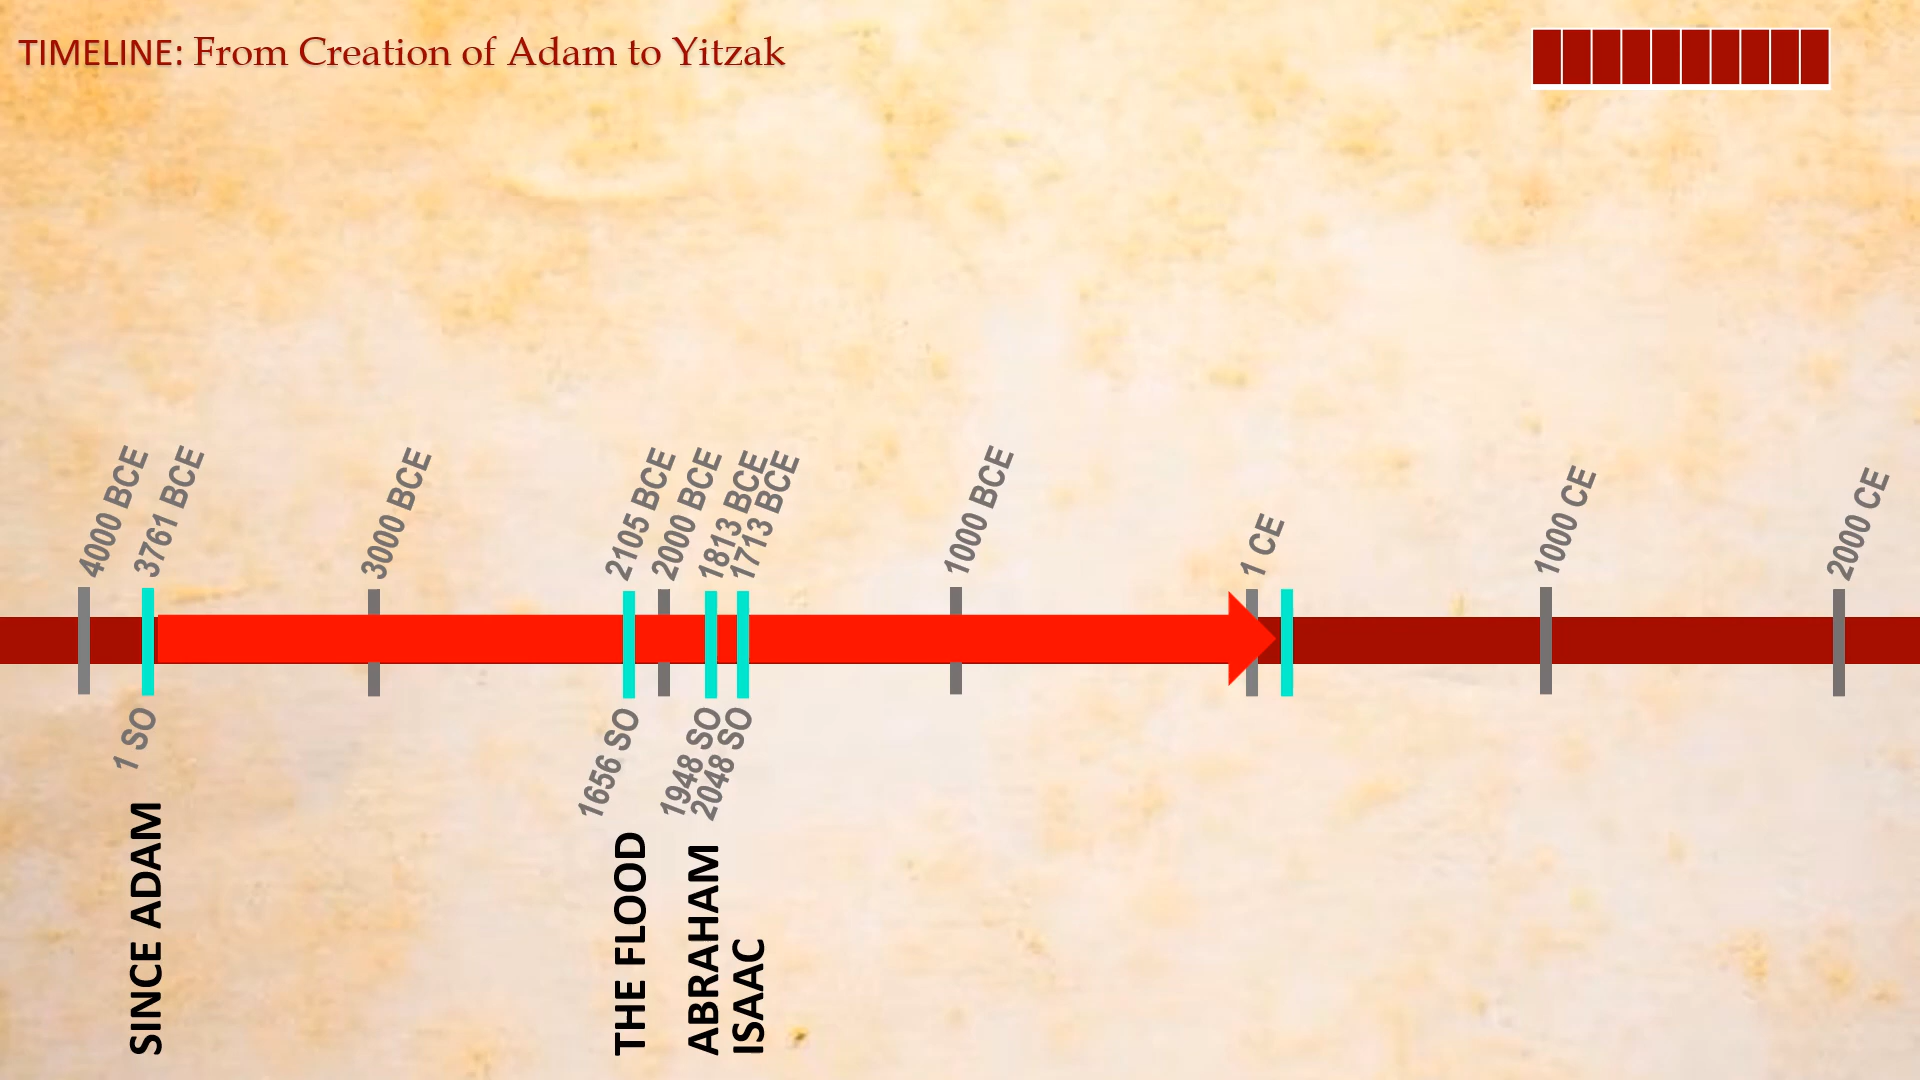 TIMELINE: From Creation of Adam to Yitzak
4000 BCE
3761 BCE
3000 BCE
2105 BCE
2000 BCE
1813 BCE
1713 BCE
1000 BCE
1 CE
1000 CE
2000 CE
1 SO
1656 SO
1948 SO
2048 SO
SINCE ADAM
THE FLOOD
ABRAHAM
ISAAC